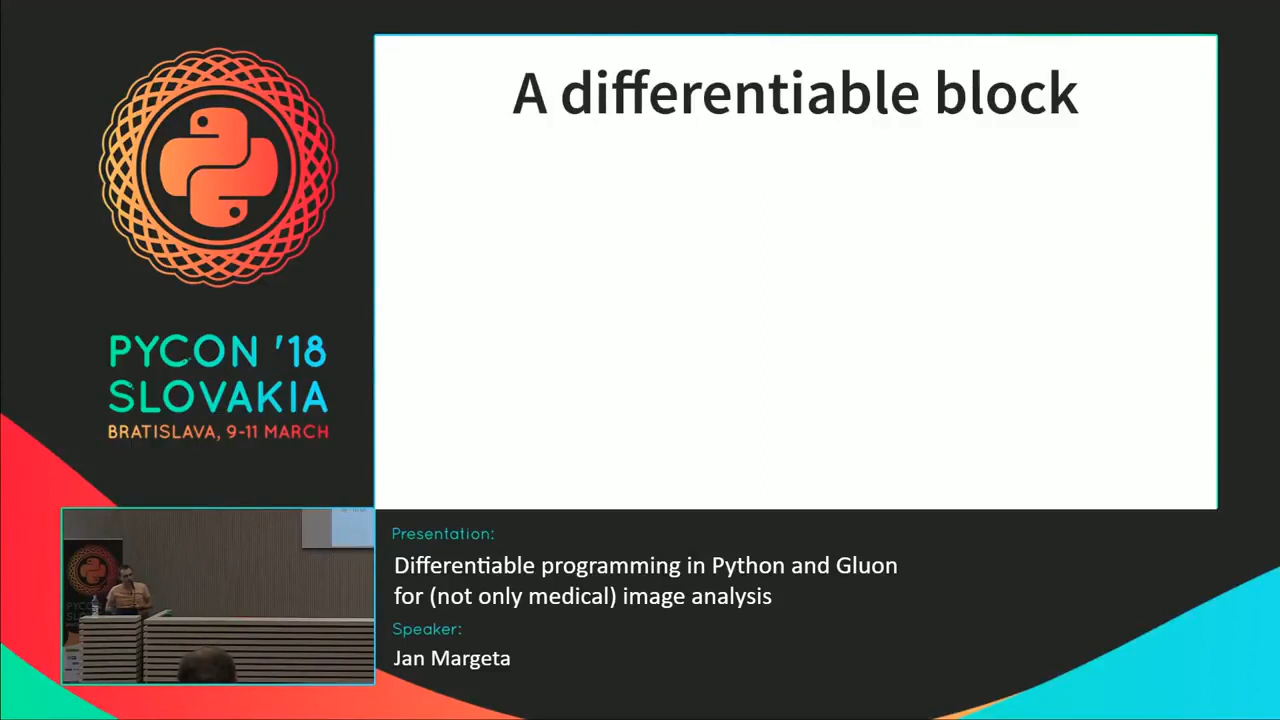 A differentiable block
PYCON '18
SLOVAKIA
BRATISLAVA, 9-11 MARCH
Presentation:
Differentiable programming in Python and Gluon
for (not only medical) image analysis
Speaker:
Jan Margeta